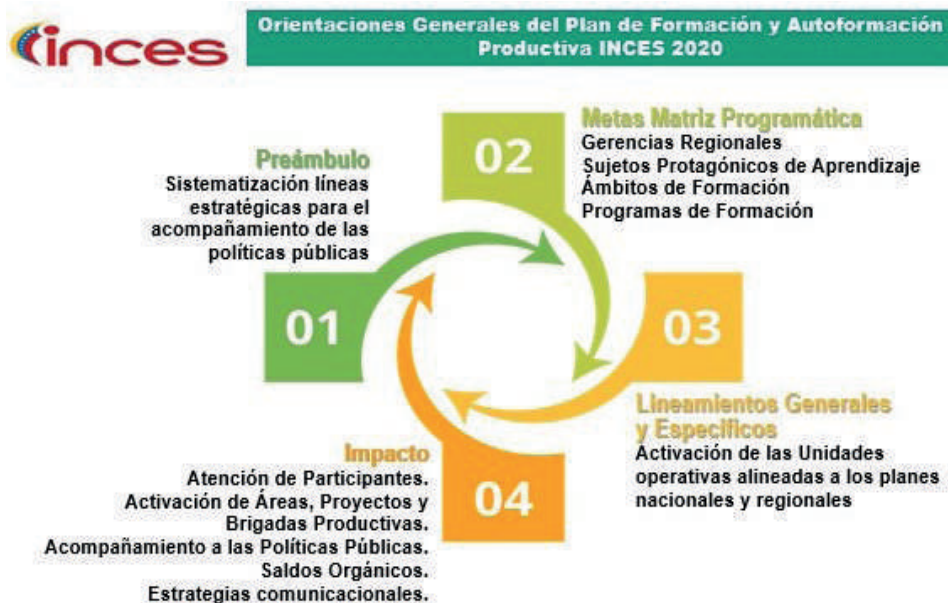 inces
Orientaciones Generales del Plan de Formación y Autoformación
Productiva INCES 2020
01
Preámbulo
Sistematización líneas
estratégicas para el
acompañamiento de las
políticas públicas
02
Metas Matriz Programática
Gerencias Regionales
Sujetos Protagónicos de Aprendizaje
Ámbitos de Formación
Programas de Formación
03
Lineamientos Generales
y Específicos
Activación de las Unidades
operativas alineadas a los planes
nacionales y regionales
04
Impacto
Atención de Participantes.
Activación de Áreas, Proyectos y
Brigadas Productivas.
Acompañamiento a las Políticas Públicas.
Saldos Orgánicos.
Estrategias comunicacionales.